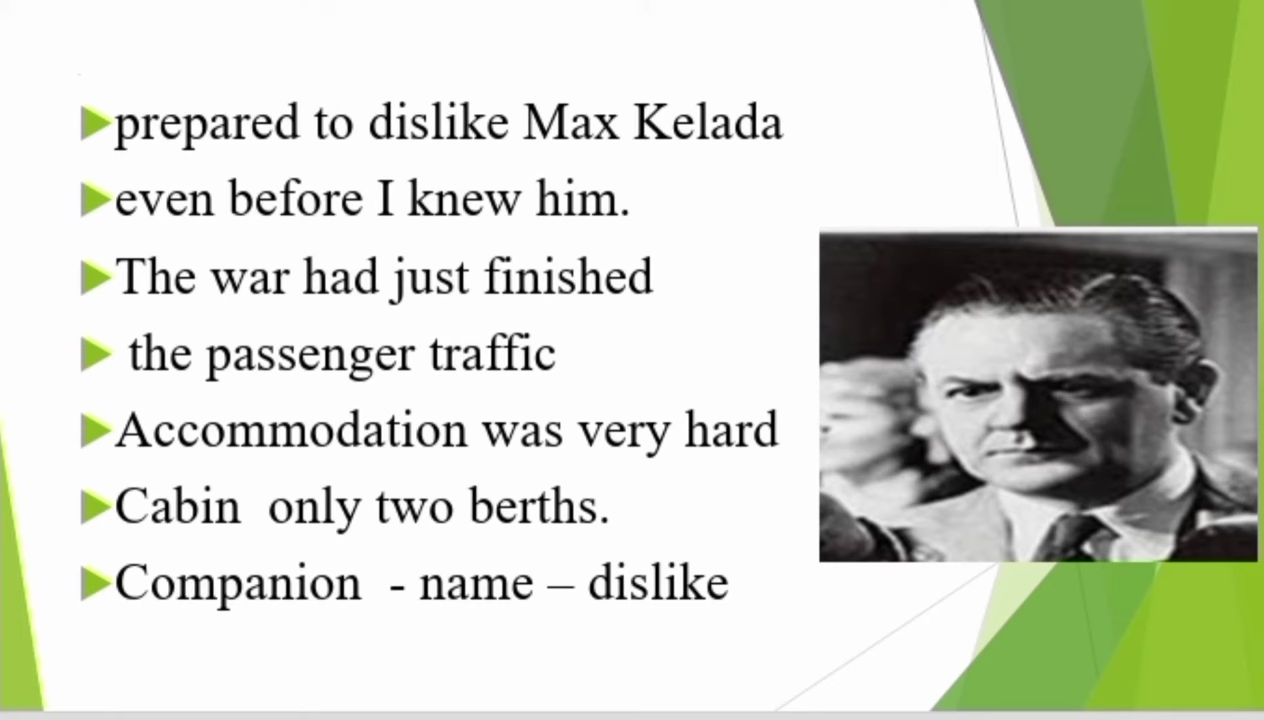 prepared to dislike Max Kelada
even before I knew him.
The war had just finished
the passenger traffic
Accommodation was very hard
Cabin  only two berths.
Companion  - name – dislike